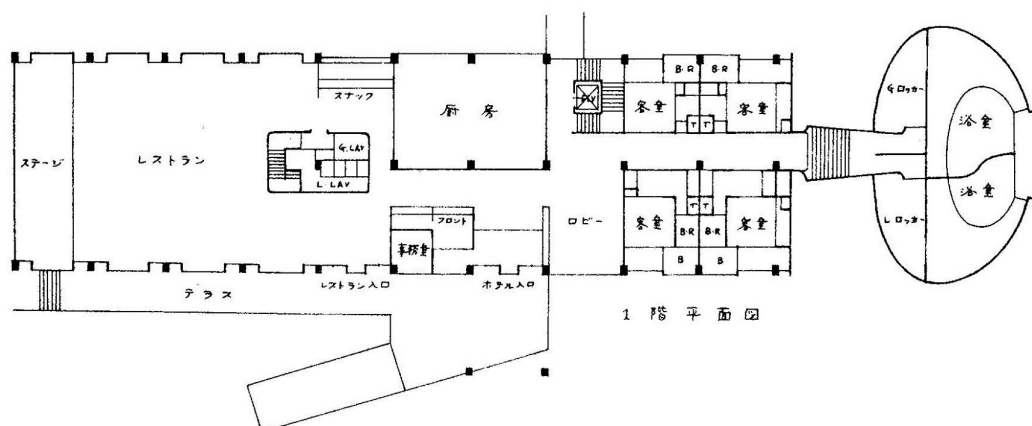 スナック
厨房
ELV
B・R
B・R
客室
客室
T
T
Gロッカー
浴室
ステージ
レストラン
G.LAV
L.LAV
フロント
事務室
ロビー
T
T
客室
B・R
B・R
客室
B
B
Lロッカー
浴室
テラス
レストラン入口
ホテル入口
1階平面図